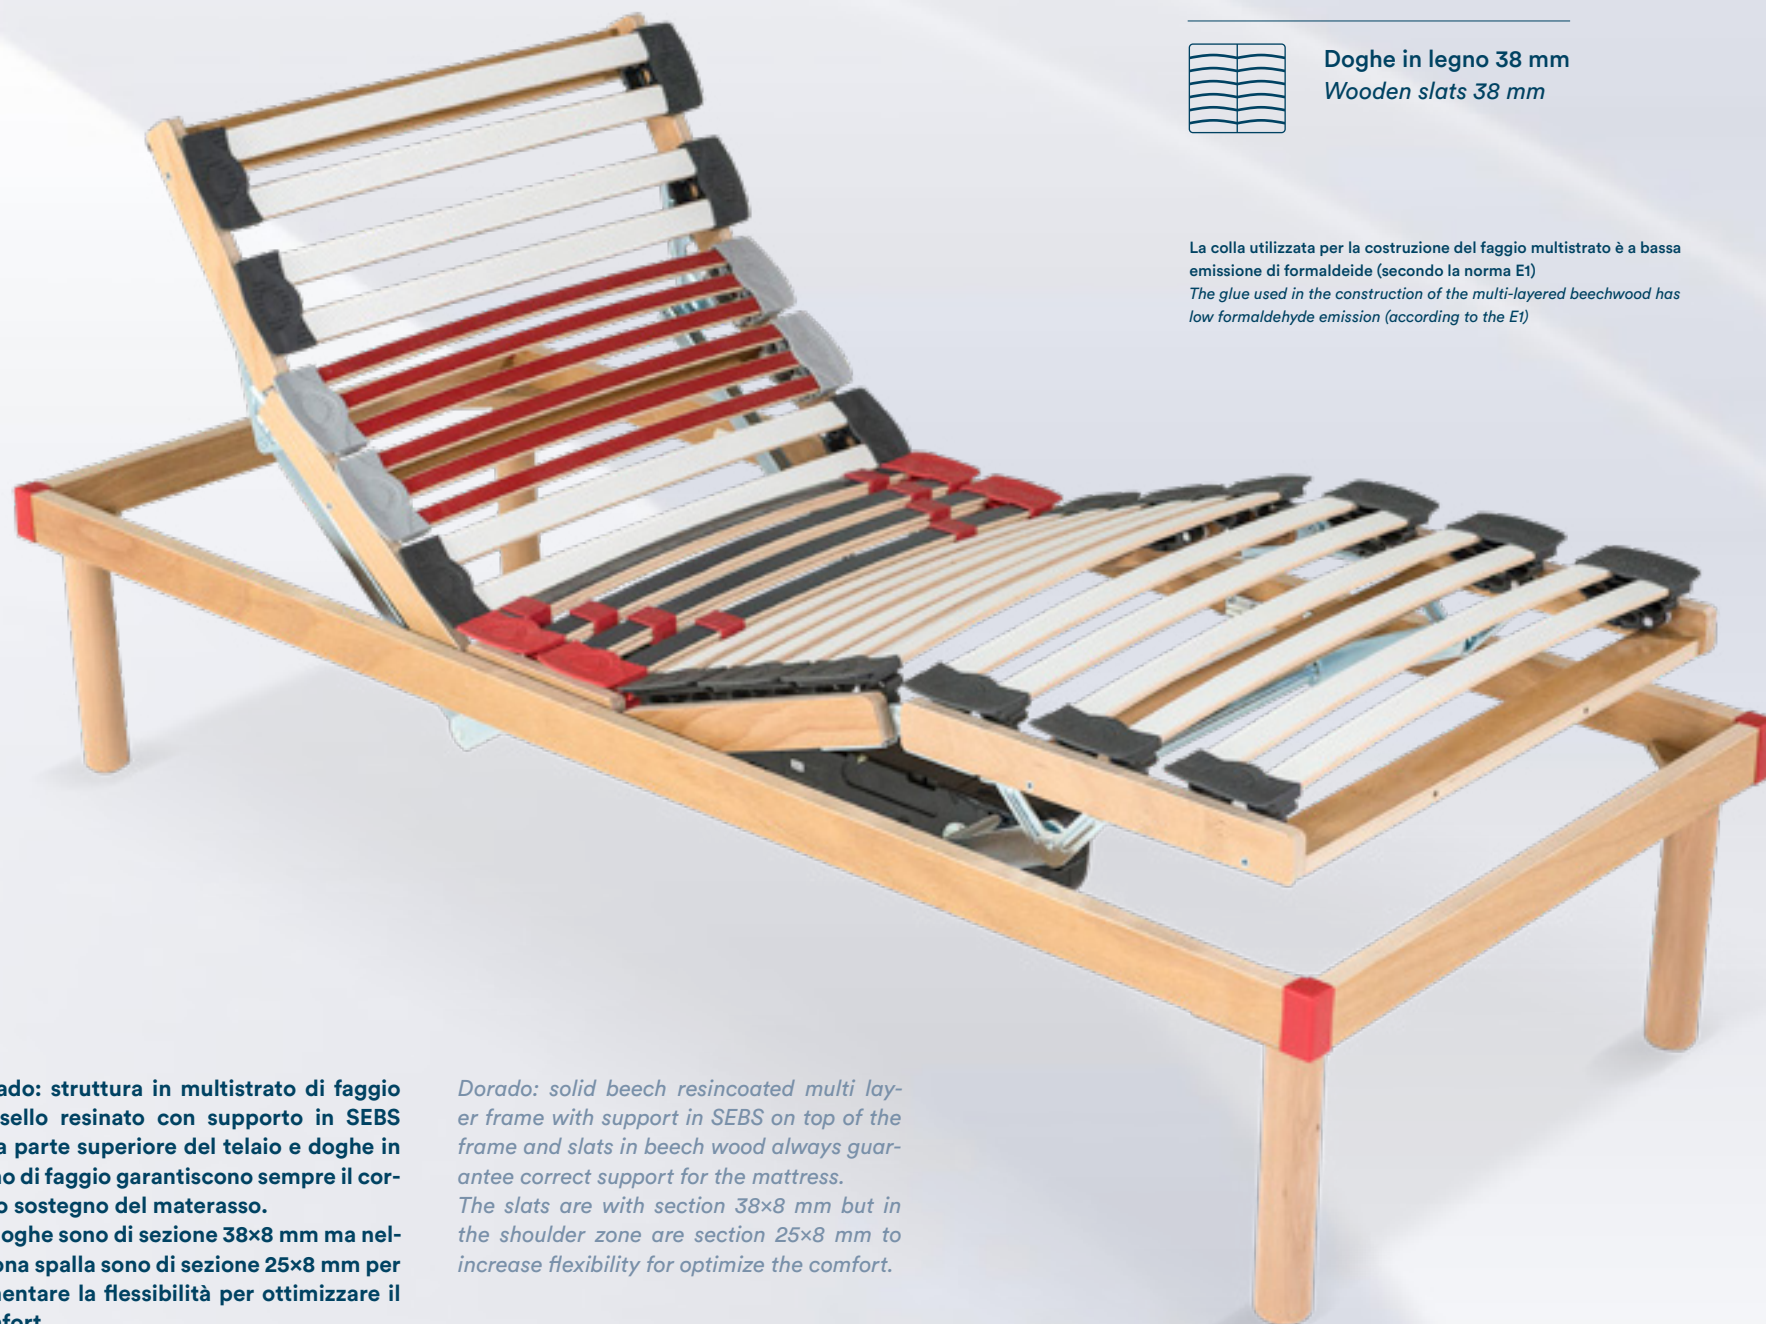 Doghe in legno 38 mm
Wooden slats 38 mm
La colla utilizzata per la costruzione del faggio multistrato è a bassa
emissione di formaldeide (secondo la norma E1)
The glue used in the construction of the multi-layered beechwood has
low formaldehyde emission (according to the E1)
ado: struttura in multistrato di faggio
sello resinato con supporto in SEBS
a parte superiore del telaio e doghe in
o di faggio garantiscono sempre il cor-
o sostegno del materasso.
oghe sono di sezione 38×8 mm ma nel-
ona spalla sono di sezione 25×8 mm per
entare la flessibilità per ottimizzare il
Dorado: solid beech resincoated multi lay-
er frame with support in SEBS on top of the
frame and slats in beech wood always guar-
antee correct support for the mattress.
The slats are with section 38×8 mm but in
the shoulder zone are section 25×8 mm to
increase flexibility for optimize the comfort.